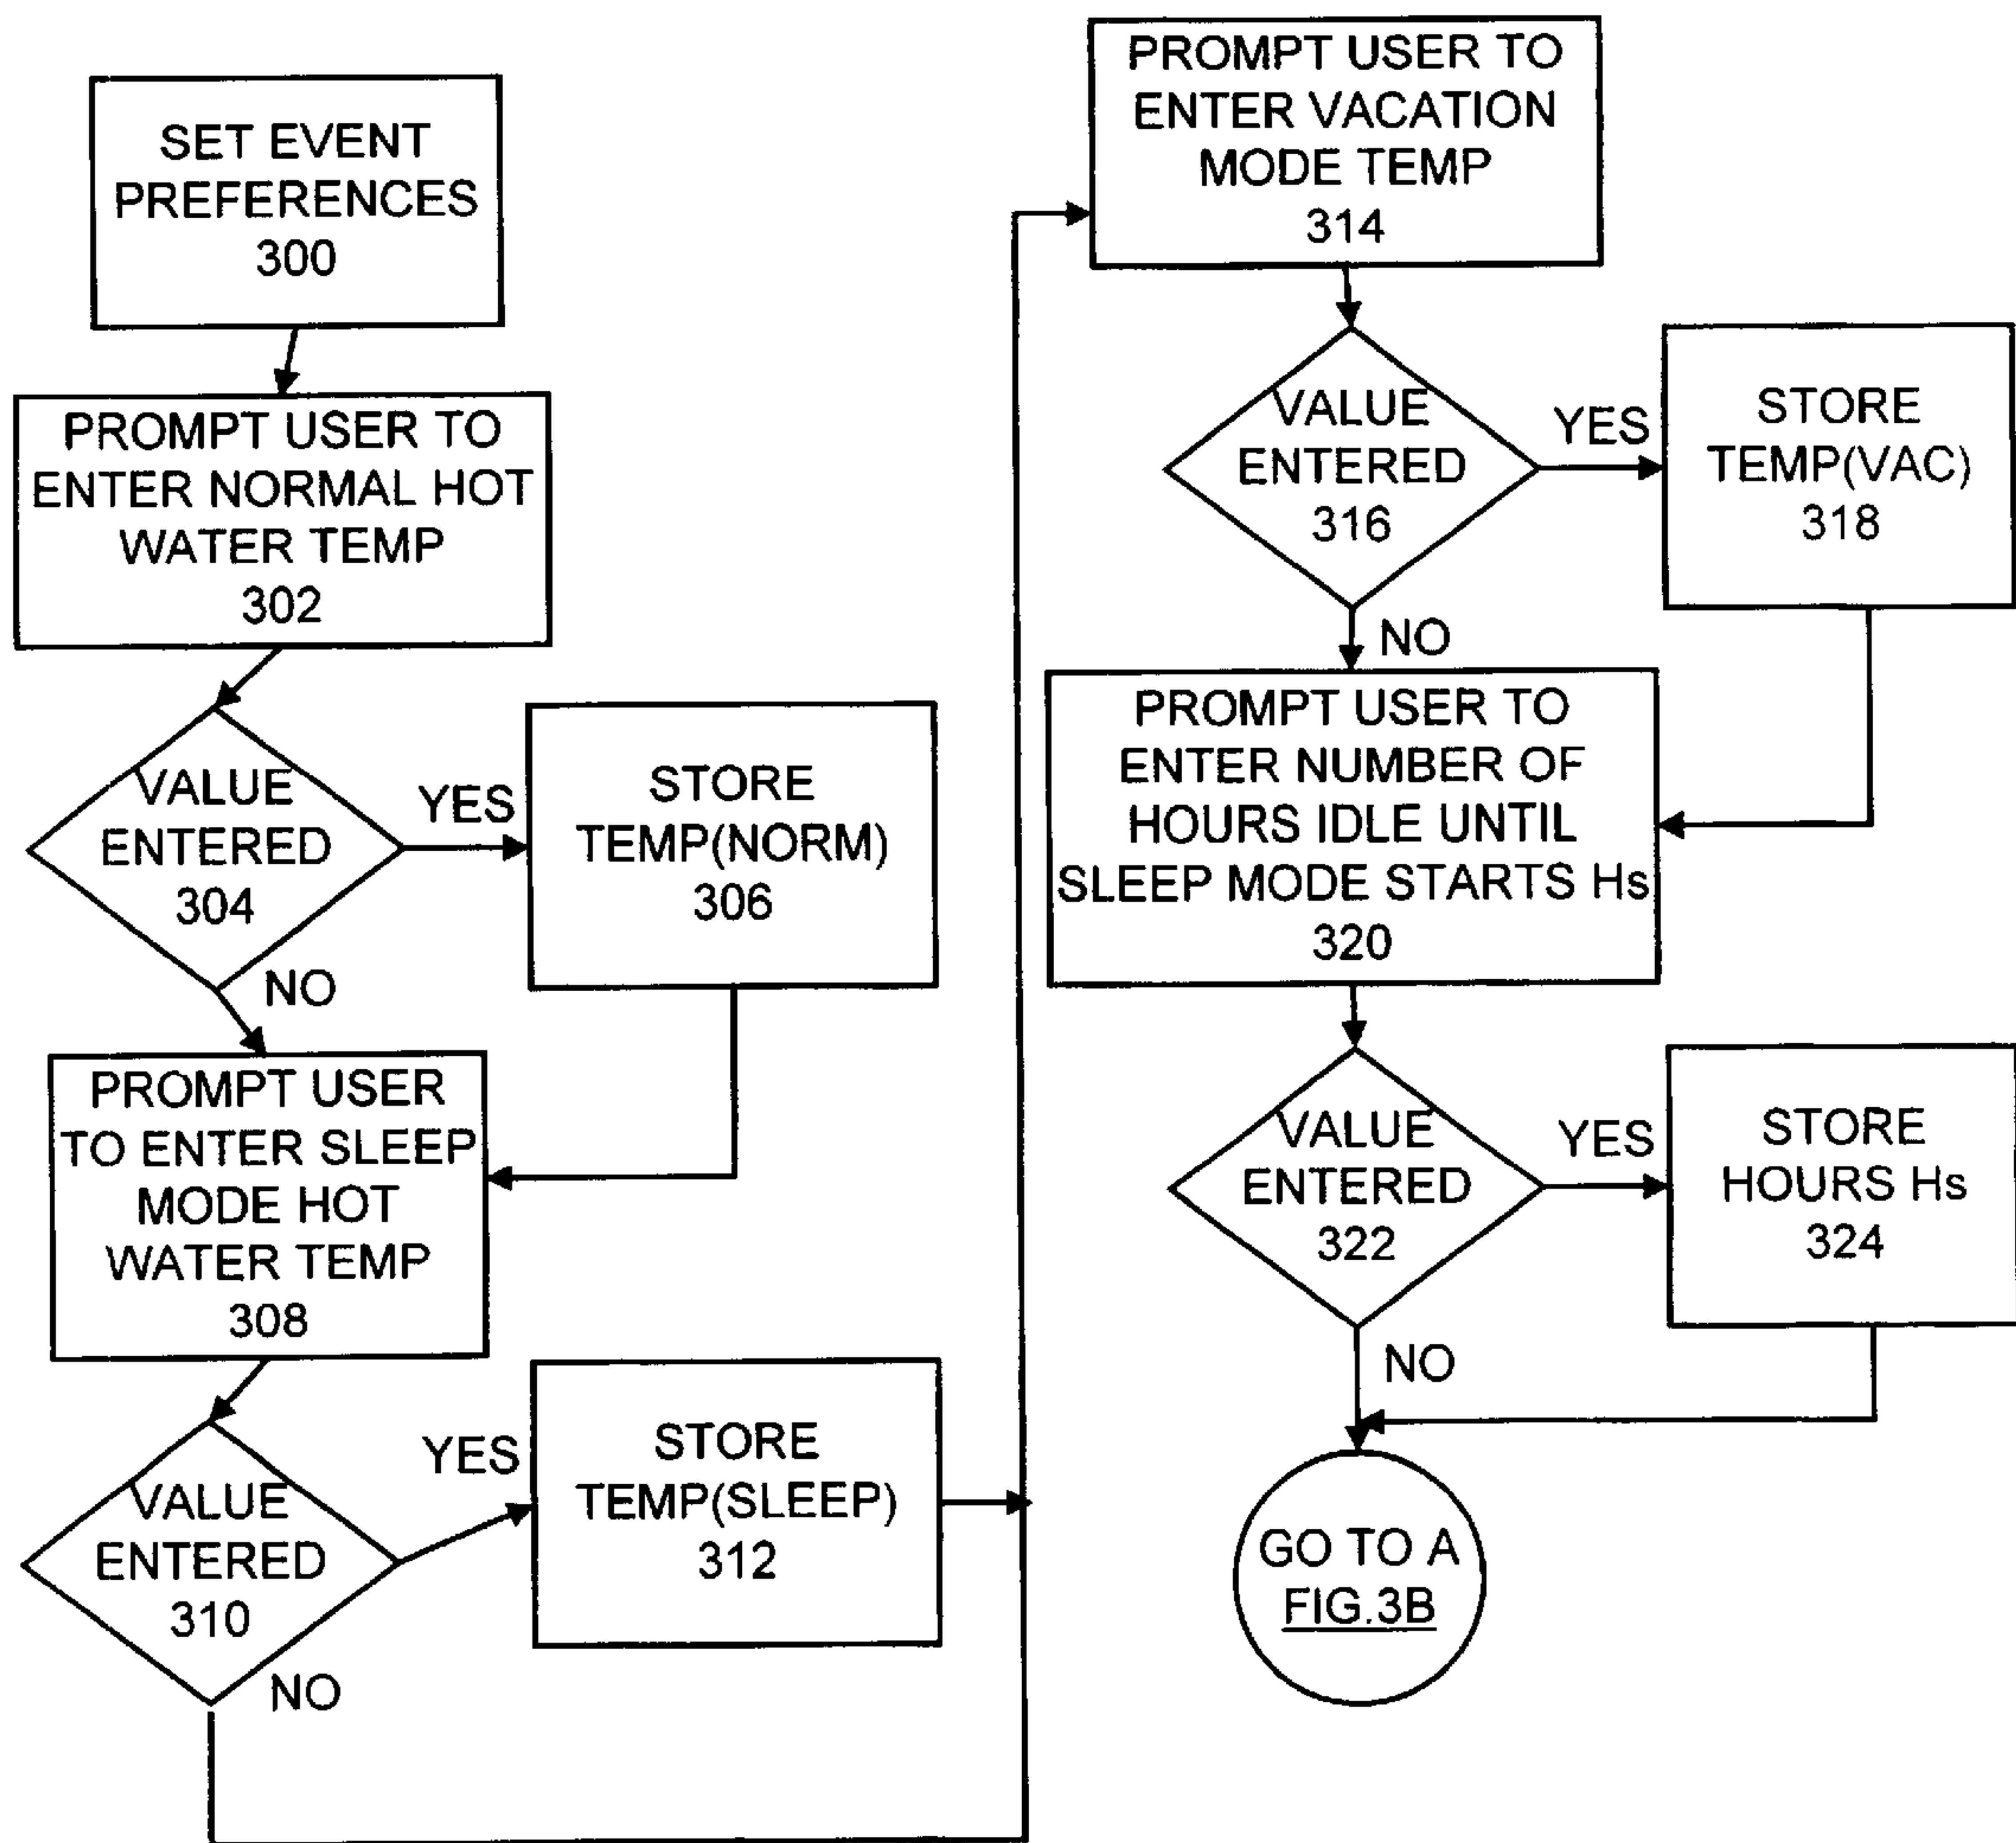 SET EVENT
PREFERENCES
300
PROMPT USER TO
ENTER NORMAL HOT
WATER TEMP
302
VALUE
ENTERED
304
YES
NO
STORE
TEMP(NORM)
306
PROMPT USER
TO ENTER SLEEP
MODE HOT
WATER TEMP
308
VALUE
ENTERED
310
YES
NO
STORE
TEMP(SLEEP)
312
PROMPT USER TO
ENTER VACATION
MODE TEMP
314
VALUE
ENTERED
316
YES
NO
STORE
TEMP(VAC)
318
PROMPT USER TO
ENTER NUMBER OF
HOURS IDLE UNTIL
SLEEP MODE STARTS Hs
320
VALUE
ENTERED
322
YES
NO
STORE
HOURS Hs
324
GO TO A
FIG.3B